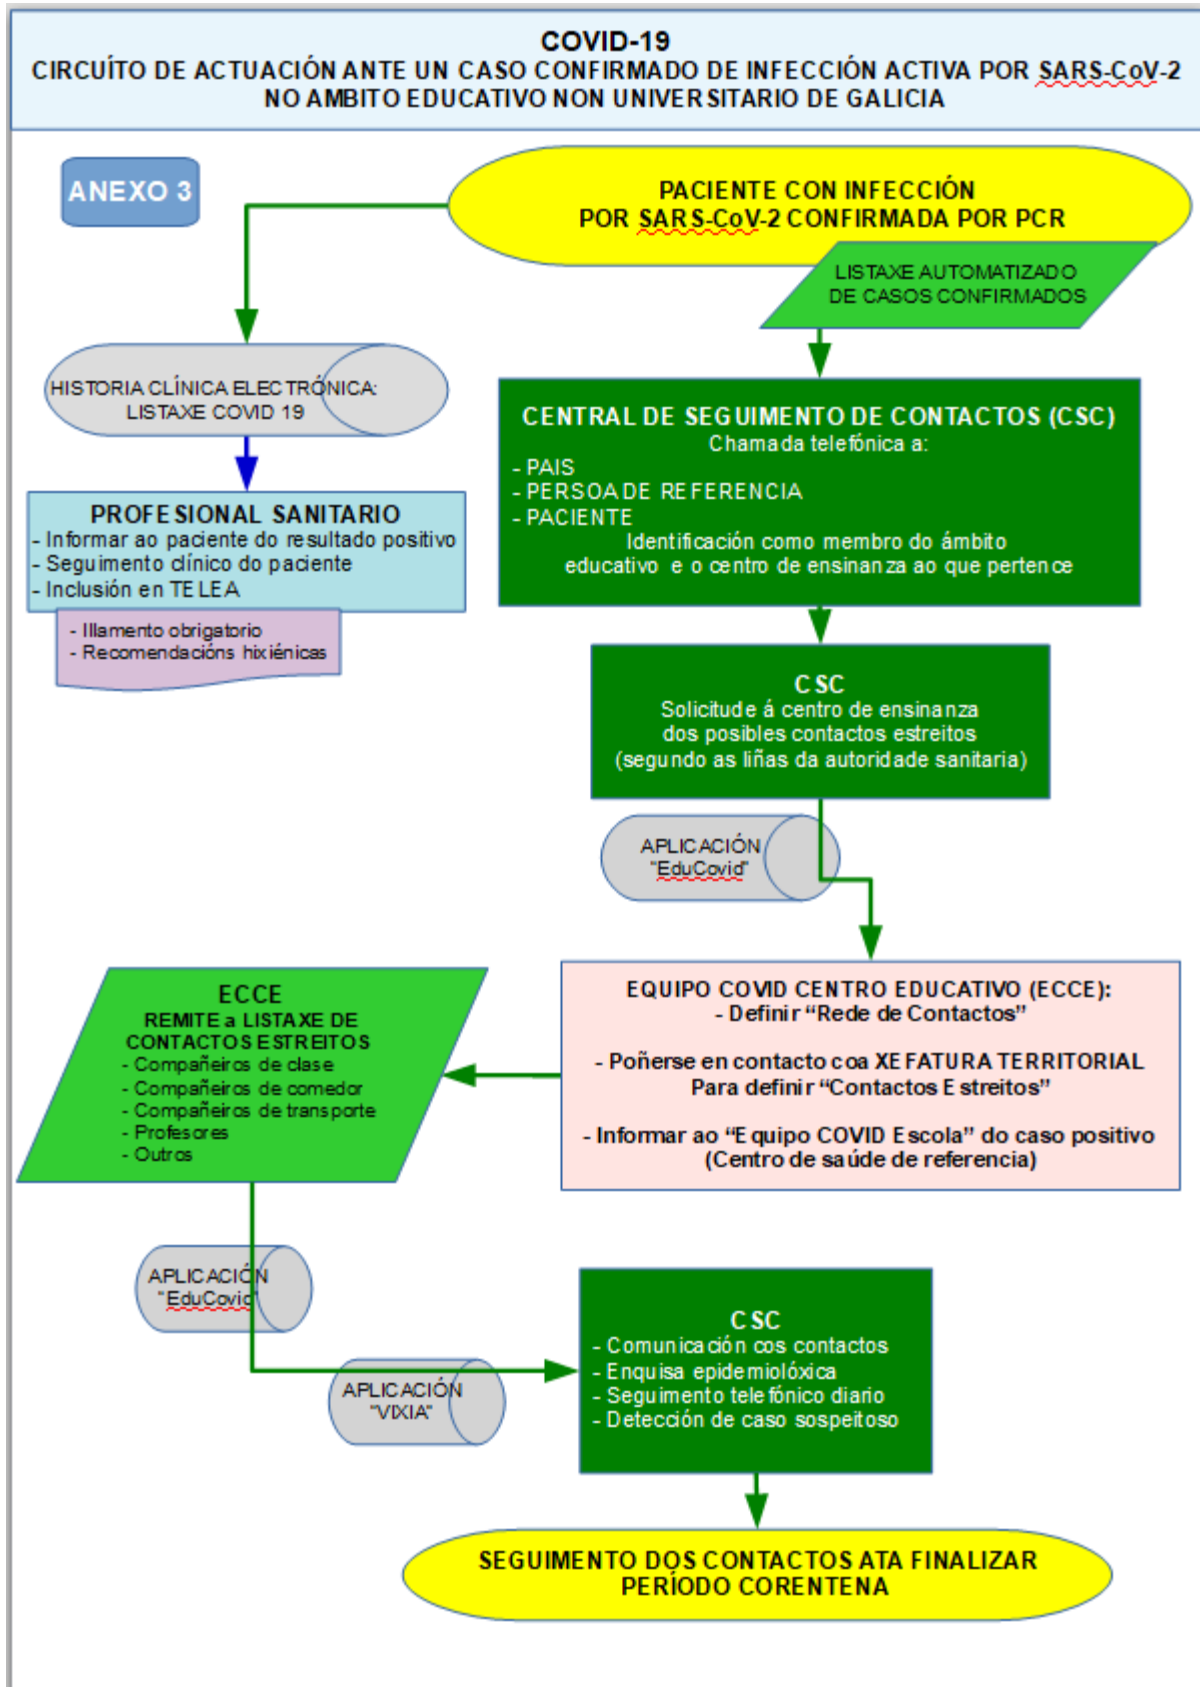 COVID-19
CIRCUÍTO DE ACTUACIÓN ANTE UN CASO CONFIRMADO DE INFECCIÓN ACTIVA POR SARS-CoV-2
NO AMBITO EDUCATIVO NON UNIVERSITARIO DE GALICIA
ANEXO 3
PACIENTE CON INFECCIÓN
POR SARS-CoV-2 CONFIRMADA POR PCR
LISTAXE AUTOMATIZADO
DE CASOS CONFIRMADOS
HISTORIA CLÍNICA ELECTRÓNICA:
LISTAXE COVID 19
PROFESIONAL SANITARIO
- Informar ao paciente do resultado positivo
- Seguimento clínico do paciente
- Inclusión en TELEA
- Illamento obrigatorio
- Recomendacións hixiénicas
CENTRAL DE SEGUIMENTO DE CONTACTOS (CSC)
Chamada telefónica a:
- PAIS
- PERSOA DE REFERENCIA
- PACIENTE
Identificación como membro do ámbito
educativo e o centro de ensinanza ao que pertence
CSC
Solicitude á centro de ensinanza
dos posibles contactos estreitos
(segundo as liñas da autoridade sanitaria)
APLICACIÓN
"EduCovid"
EQUIPO COVID CENTRO EDUCATIVO (ECCE):
- Definir “Rede de Contactos”
- Poñerse en contacto coa XEFATURA TERRITORIAL
Para definir “Contactos Estreitos”
- Informar ao “Equipo COVID Escola” do caso positivo
(Centro de saúde de referencia)
ECCE
REMITE a LISTAXE DE
CONTACTOS ESTREITOS
- Compañeiros de clase
- Compañeiros de comedor
- Compañeiros de transporte
- Profesores
- Outros
APLICACIÓN
"EduCovid"
APLICACIÓN
"VIXIA"
CSC
- Comunicación cos contactos
- Enquisa epidemiolóxica
- Seguimento telefónico diario
- Detección de caso sospeitoso
SEGUIMENTO DOS CONTACTOS ATA FINALIZAR
PERÍODO CORENTENA